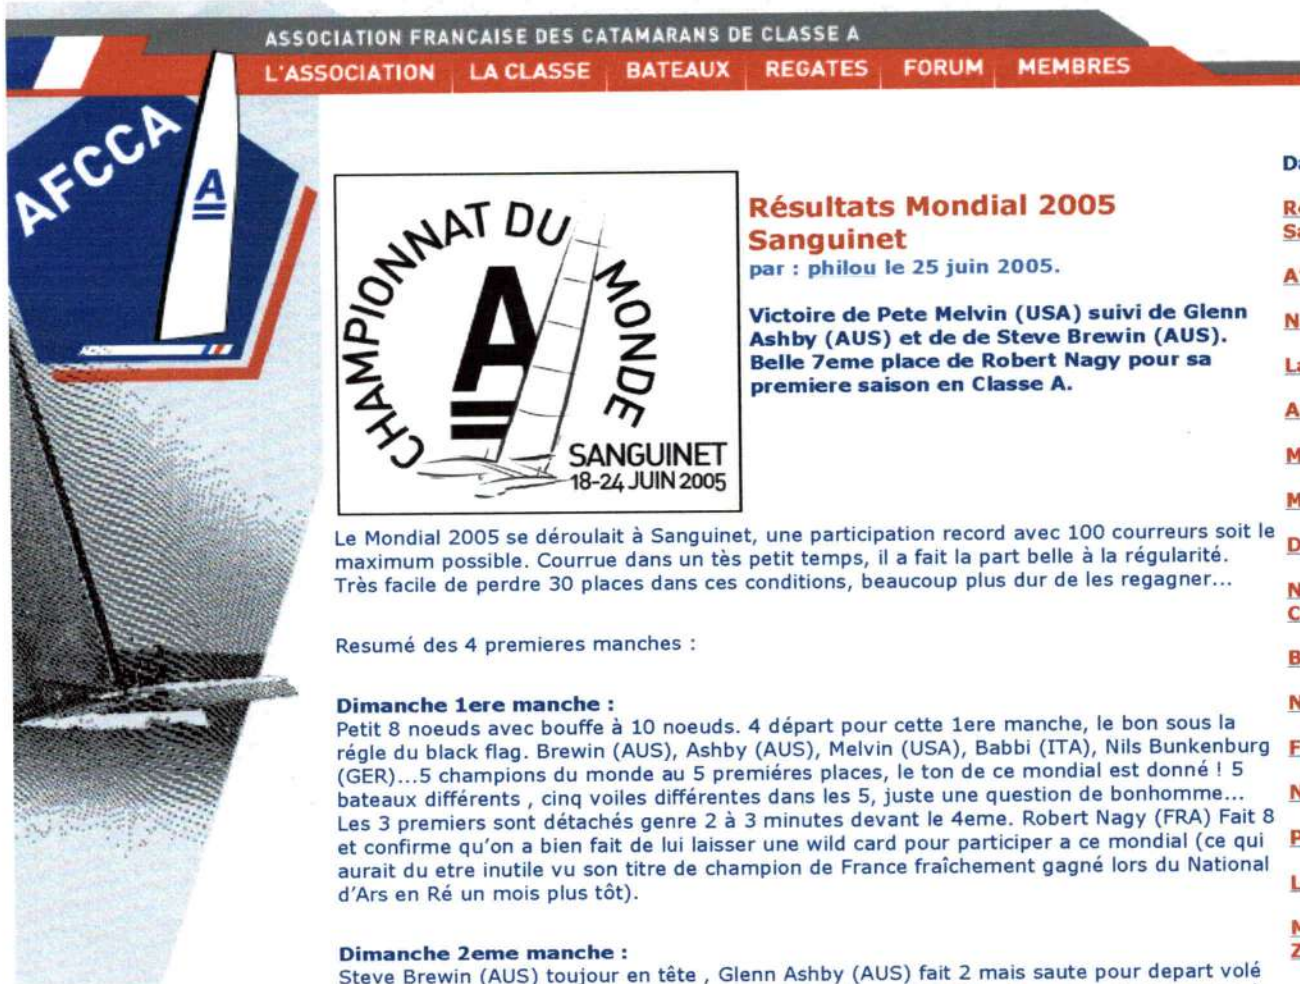 ASSOCIATION FRANCAISE DES CATAMARANS DE CLASSE A
L'ASSOCIATION LA CLASSE BATEAUX REGATES FORUM MEMBRES
AFCCA
A
CHAMPIONNAT DU MONDE
A
SANGUINET
18-24 JUIN 2005
Résultats Mondial 2005
Sanguinet
par : philou le 25 juin 2005.
Victoire de Pete Melvin (USA) suivi de Glenn
Ashby (AUS) et de de Steve Brewin (AUS).
Belle 7eme place de Robert Nagy pour sa
premiere saison en Classe A.
Le Mondial 2005 se déroulait à Sanguinet, une participation record avec 100 courreurs soit le
maximum possible. Courrue dans un tès petit temps, il a fait la part belle à la régularité.
Très facile de perdre 30 places dans ces conditions, beaucoup plus dur de les regagner...
Resumé des 4 premieres manches :
Dimanche 1ere manche :
Petit 8 noeuds avec bouffe à 10 noeuds. 4 départ pour cette 1ere manche, le bon sous la
régle du black flag. Brewin (AUS), Ashby (AUS), Melvin (USA), Babbi (ITA), Nils Bunkenburg
(GER)...5 champions du monde au 5 premiéres places, le ton de ce mondial est donné ! 5
bateaux différents , cinq voiles différentes dans les 5, juste une question de bonhomme...
Les 3 premiers sont détachés genre 2 à 3 minutes devant le 4eme. Robert Nagy (FRA) Fait 8
et confirme qu'on a bien fait de lui laisser une wild card pour participer a ce mondial (ce qui
aurait du etre inutile vu son titre de champion de France fraîchement gagné lors du National
d'Ars en Ré un mois plus tôt).
Dimanche 2eme manche :
Steve Brewin (AUS) toujour en tête , Glenn Ashby (AUS) fait 2 mais saute pour depart volé